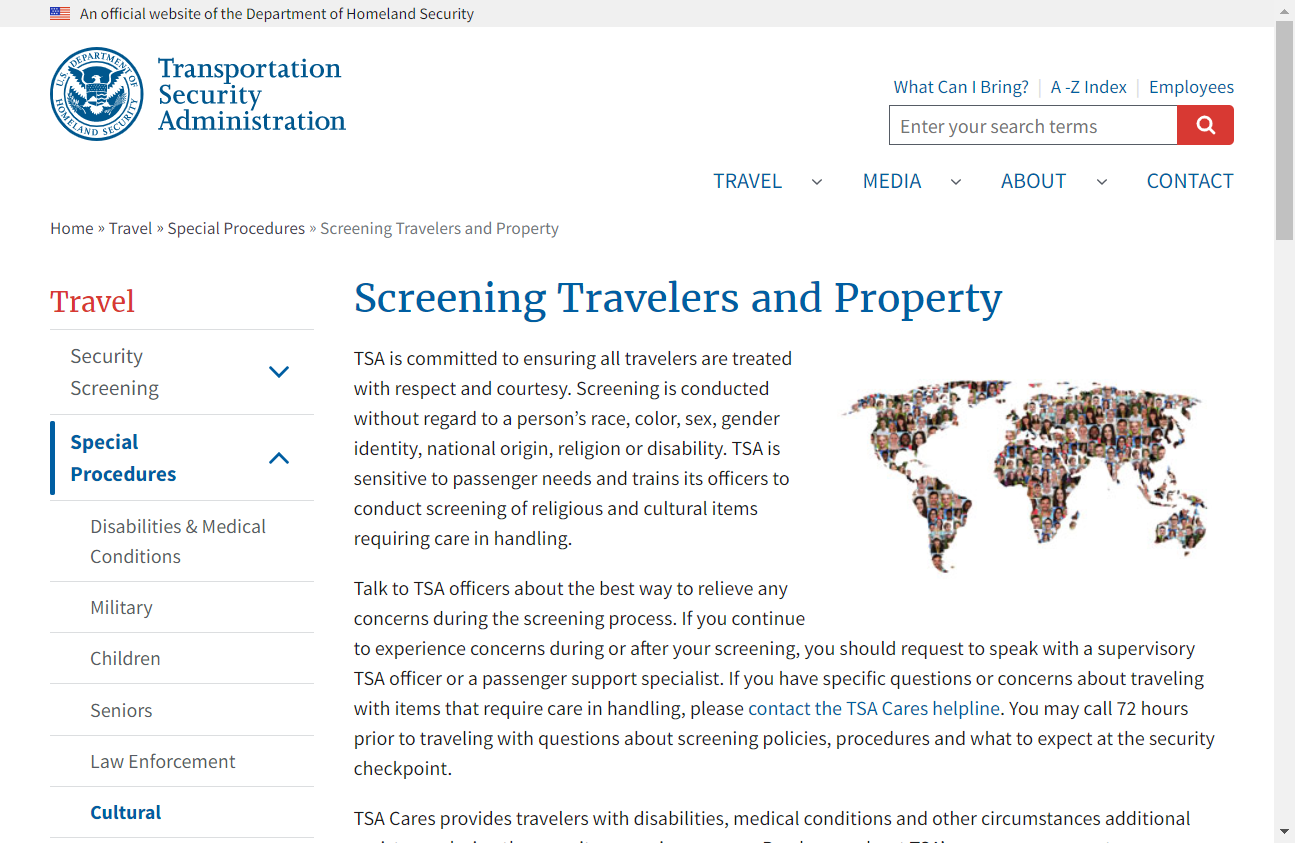 An official website of the Department of Homeland Security
U.S. DEPARTMENT OF HOMELAND SECURITY
Transportation
Security
Administration
What Can I Bring?
A -Z Index
Employees
Enter your search terms
TRAVEL
MEDIA
ABOUT
CONTACT
Home » Travel » Special Procedures » Screening Travelers and Property
Travel
Security
Screening
Special
Procedures
Disabilities & Medical
Conditions
Military
Children
Seniors
Law Enforcement
Cultural
Screening Travelers and Property
TSA is committed to ensuring all travelers are treated
with respect and courtesy. Screening is conducted
without regard to a person’s race, color, sex, gender
identity, national origin, religion or disability. TSA is
sensitive to passenger needs and trains its officers to
conduct screening of religious and cultural items
requiring care in handling.
Talk to TSA officers about the best way to relieve any
concerns during the screening process. If you continue
to experience concerns during or after your screening, you should request to speak with a supervisory
TSA officer or a passenger support specialist. If you have specific questions or concerns about traveling
with items that require care in handling, please contact the TSA Cares helpline. You may call 72 hours
prior to traveling with questions about screening policies, procedures and what to expect at the security
checkpoint.
TSA Cares provides travelers with disabilities, medical conditions and other circumstances additional